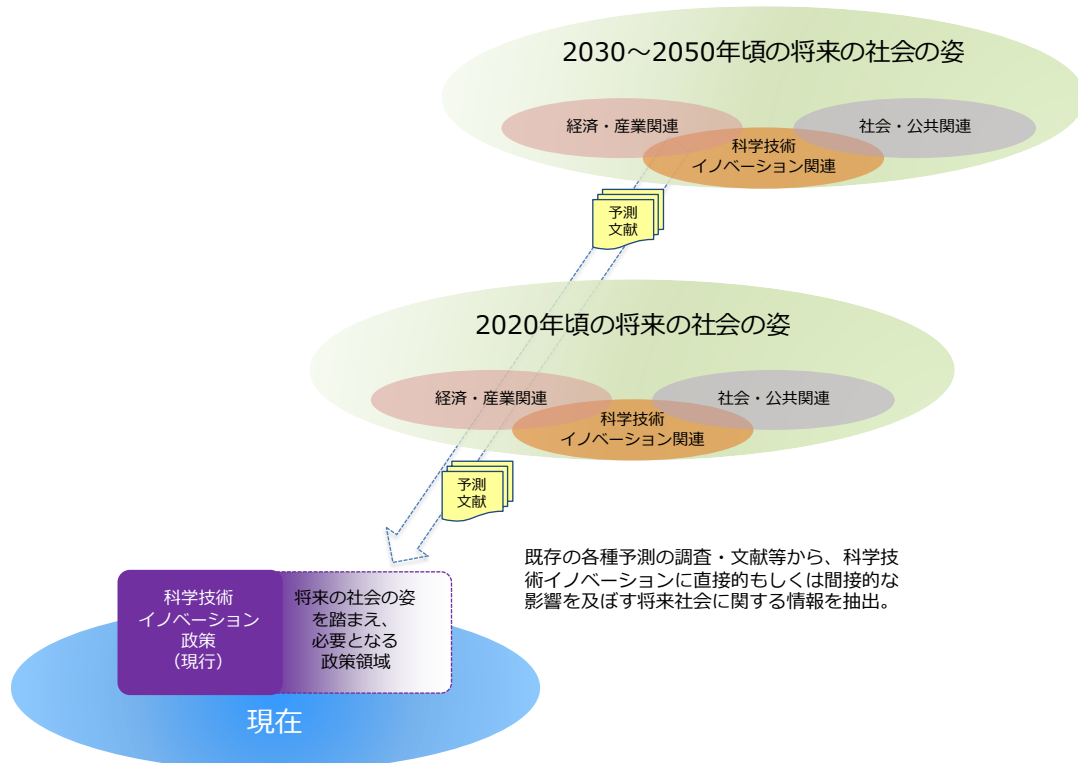 2030～2050年頃の将来の社会の姿
経済・産業関連
社会・公共関連
科学技術
イノベーション関連
予測
文献
2020年頃の将来の社会の姿
経済・産業関連
社会・公共関連
科学技術
イノベーション関連
予測
文献
既存の各種予測の調査・文献等から、科学技
術イノベーションに直接的もしくは間接的な
影響を及ぼす将来社会に関する情報を抽出。
科学技術
イノベーション
政策
（現行）
将来の社会の姿
を踏まえ、
必要となる
政策領域
現在